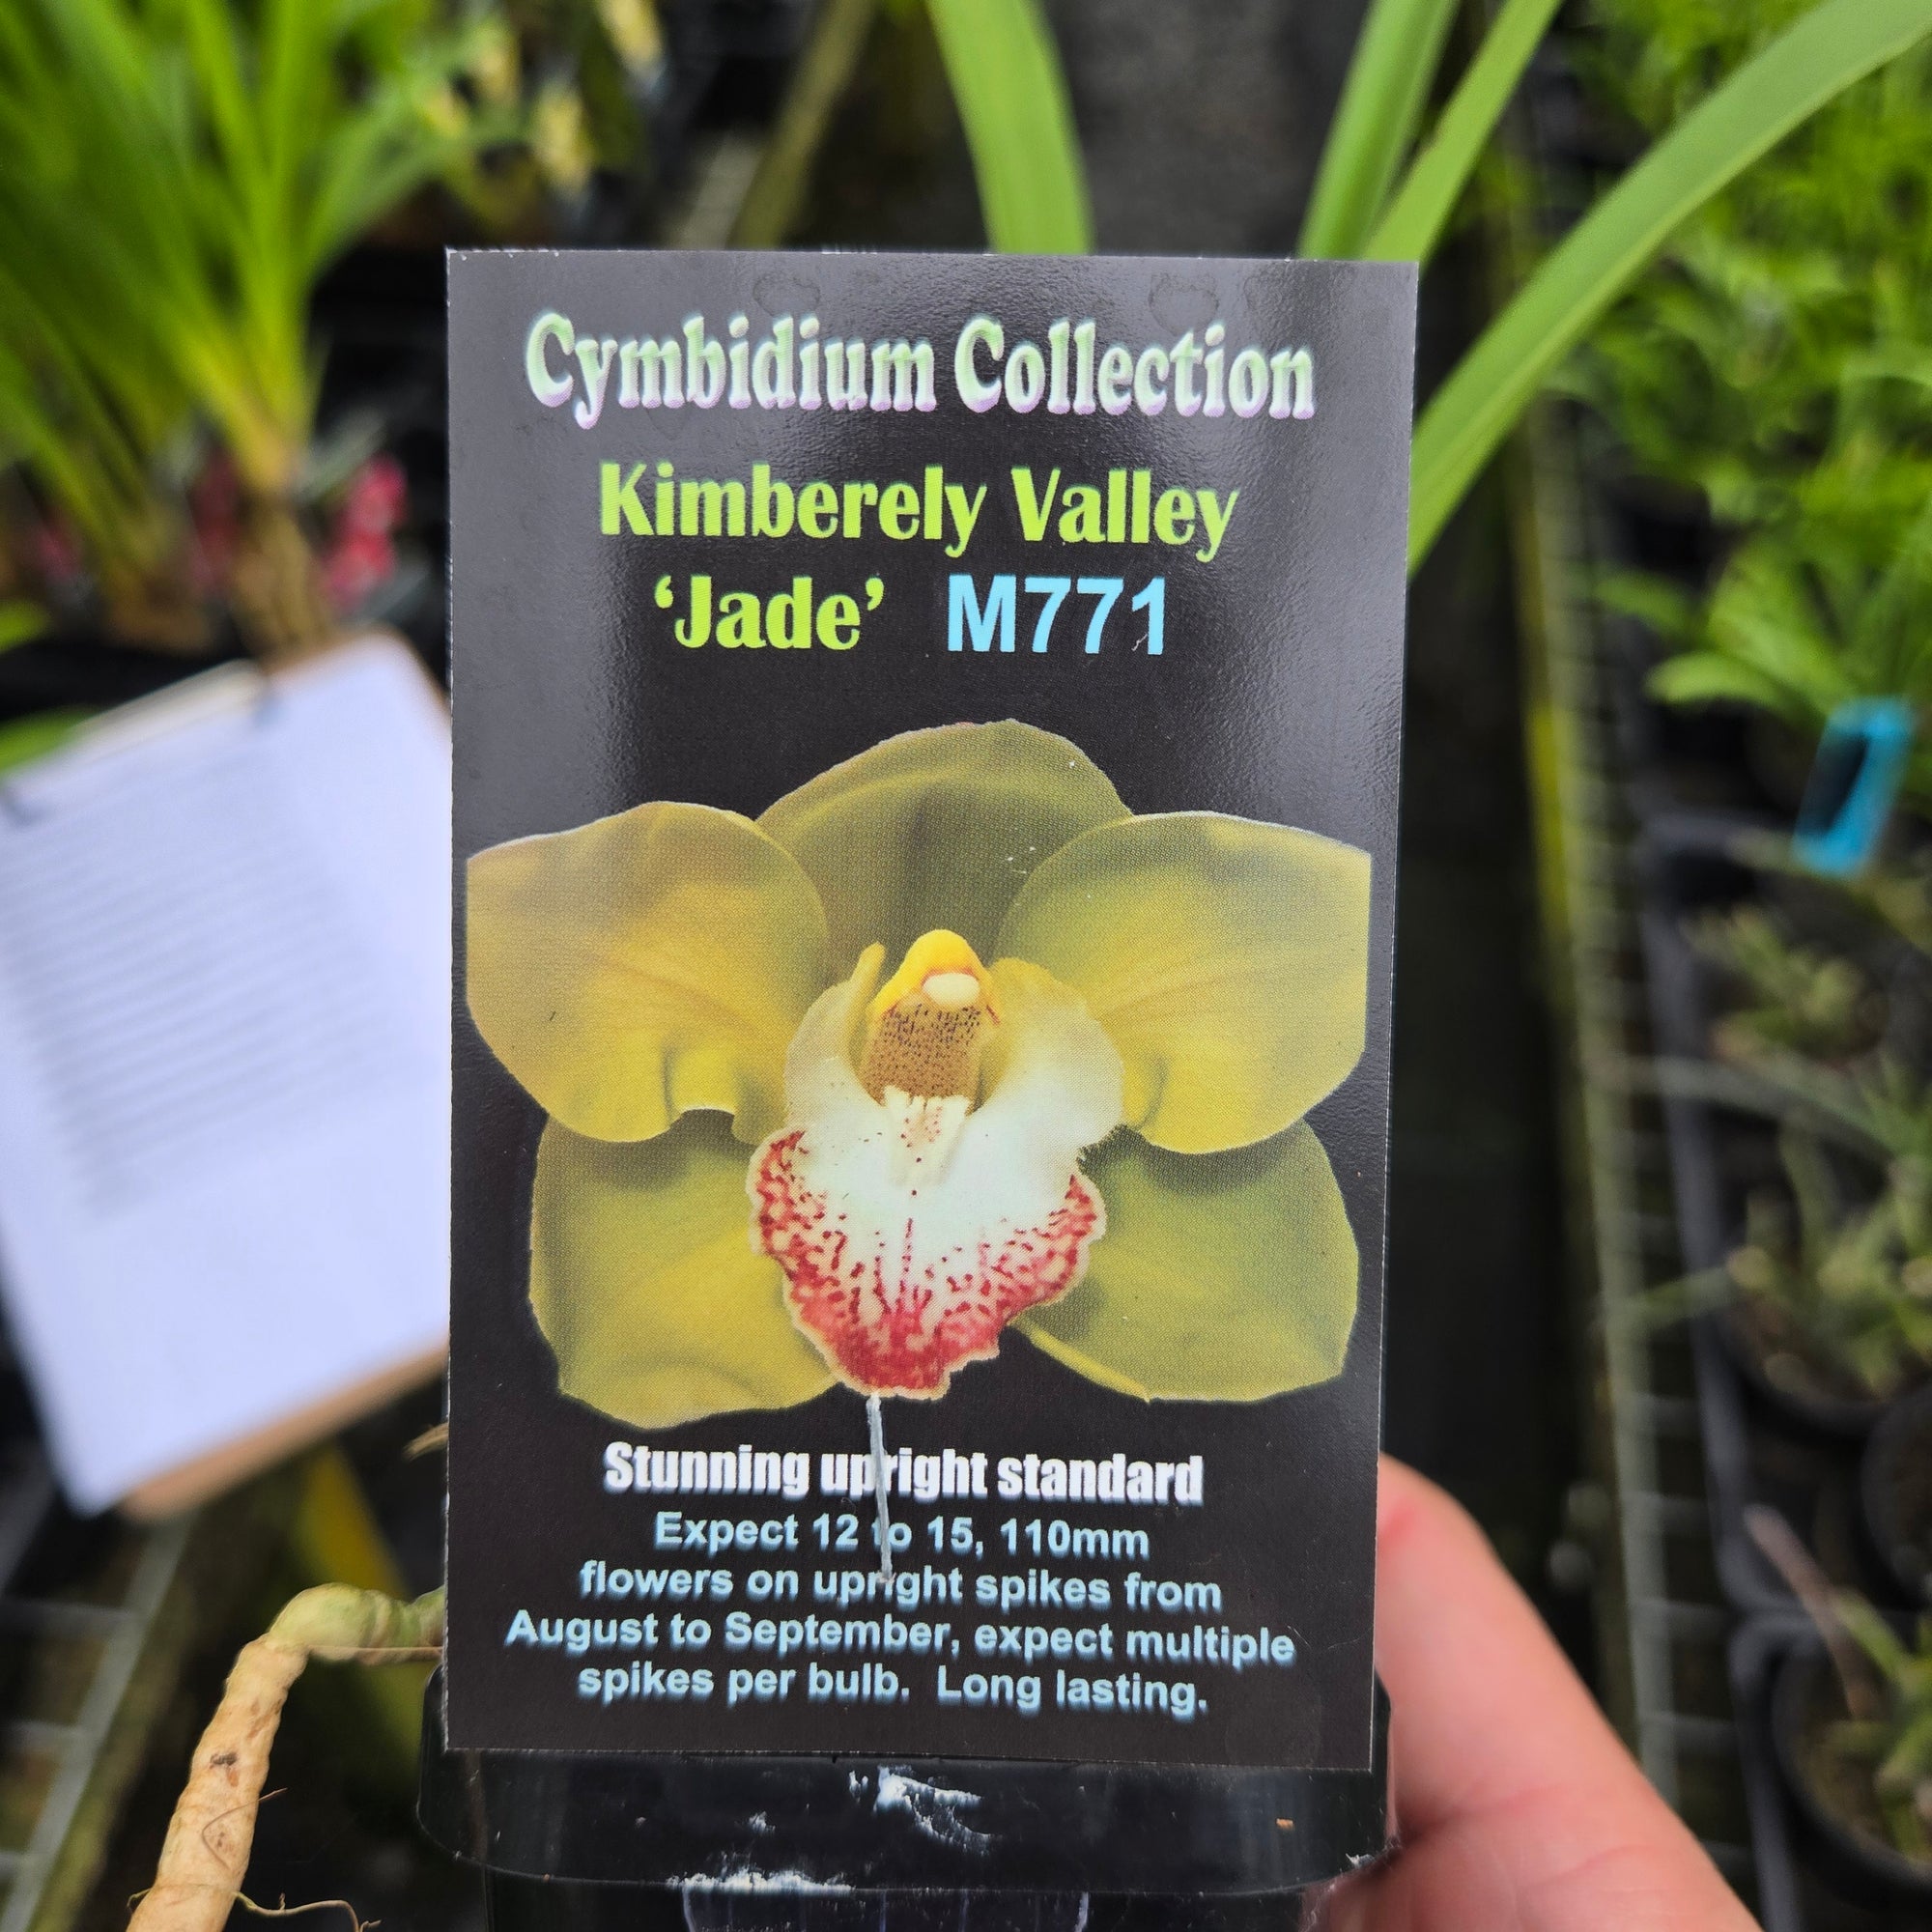 Cymbidium Collection
Kimberely Valley
‘Jade’ M771
Stunning upright standard
Expect 12 to 15, 110mm
flowers on upright spikes from
August to September, expect multiple
spikes per bulb. Long lasting.